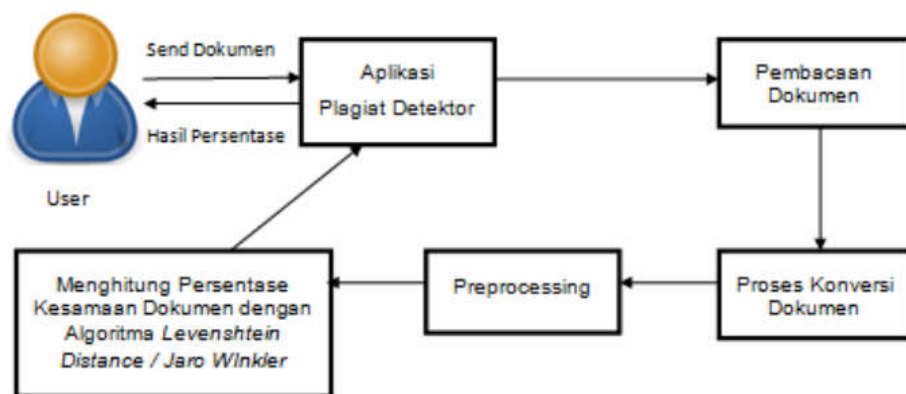 Send Dokumen
Hasil Persentase
User
Aplikasi
Plagiat Detektor
Pembacaan
Dokumen
Proses Konversi
Dokumen
Preprocessing
Menghitung Persentase
Kesamaan Dokumen dengan
Algoritma Levenshtein
Distance / Jaro WInkler